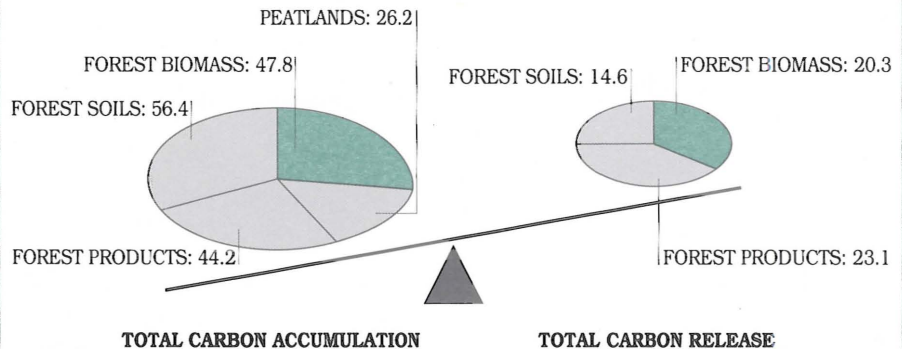 PEATLANDS: 26.2
FOREST BIOMASS: 47.8
FOREST SOILS: 56.4
FOREST PRODUCTS: 44.2
FOREST SOILS: 14.6
FOREST BIOMASS: 20.3
FOREST PRODUCTS: 23.1
TOTAL CARBON ACCUMULATION
TOTAL CARBON RELEASE